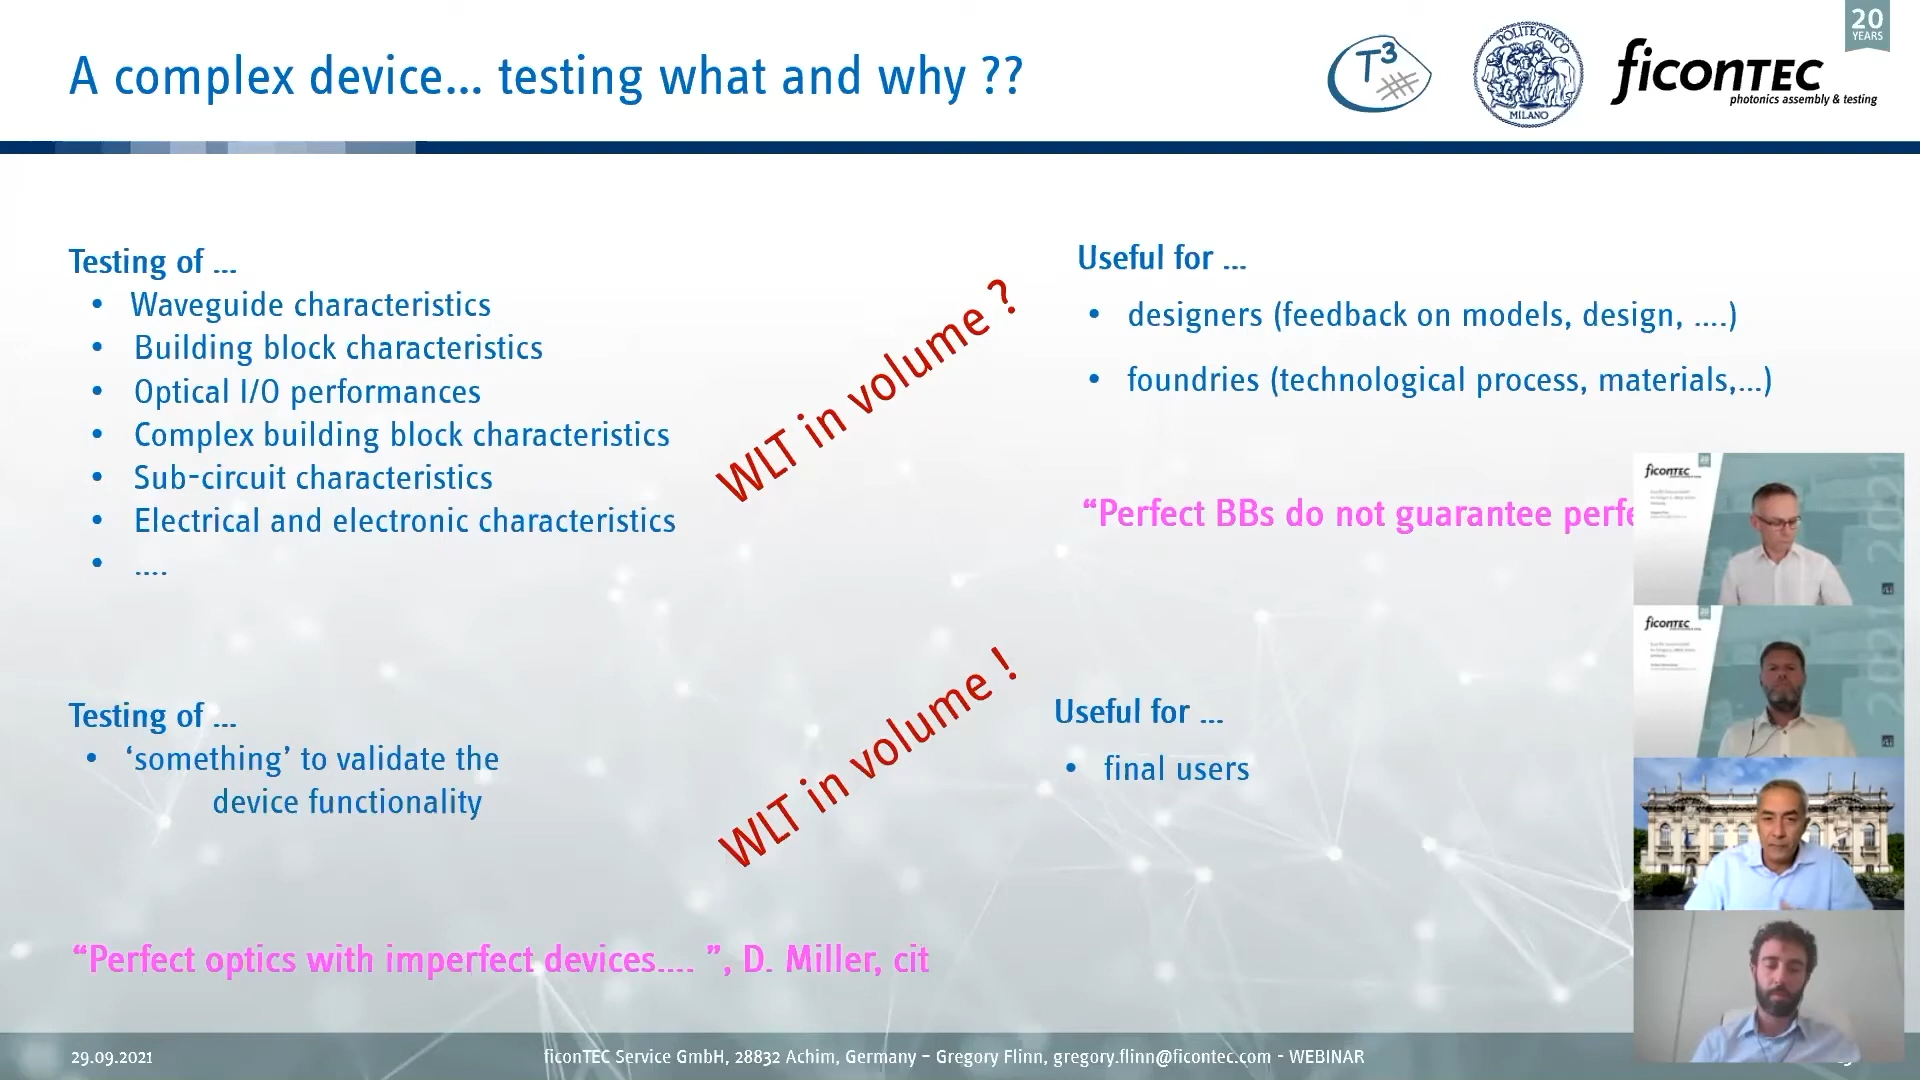 A complex device... testing what and why ??
T3
POLITECNICO
MILANO
ficonTEC
photonics assembly & testing
20
YEARS
Testing of ...
• Waveguide characteristics
• Building block characteristics
• Optical I/O performances
• Complex building block characteristics
• Sub-circuit characteristics
• Electrical and electronic characteristics
• ....
WLT in volume ?
Useful for ...
• designers (feedback on models, design, ....)
• foundries (technological process, materials,...)
“Perfect BBs do not guarantee
ficonTEC
ficonTEC
Testing of ...
• ‘something’ to validate the
device functionality
WLT in volume !
Useful for ...
• final users
“Perfect optics with imperfect devices.... ”, D. Miller, cit
29.09.2021
ficonTEC Service GmbH, 28832 Achim, Germany – Gregory Flinn, gregory.flinn@ficontec.com - WEBINAR